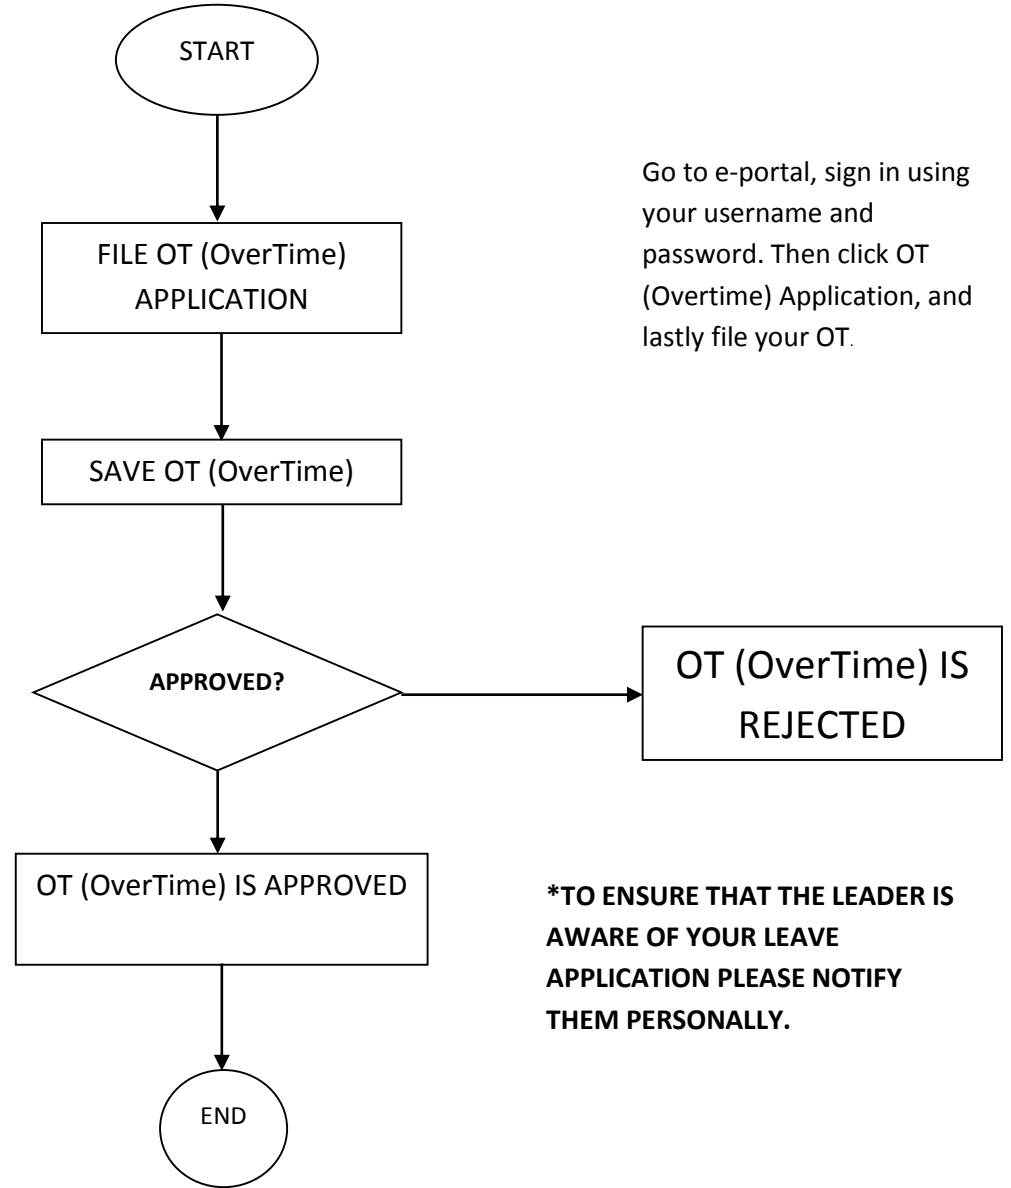 START
Go to e-portal, sign in using
your username and
password. Then click OT
(Overtime) Application, and
lastly file your OT.
FILE OT (OverTime)
APPLICATION
SAVE OT (OverTime)
APPROVED?
OT (OverTime) IS
REJECTED
OT (OverTime) IS APPROVED
*TO ENSURE THAT THE LEADER IS
AWARE OF YOUR LEAVE
APPLICATION PLEASE NOTIFY
THEM PERSONALLY.
END